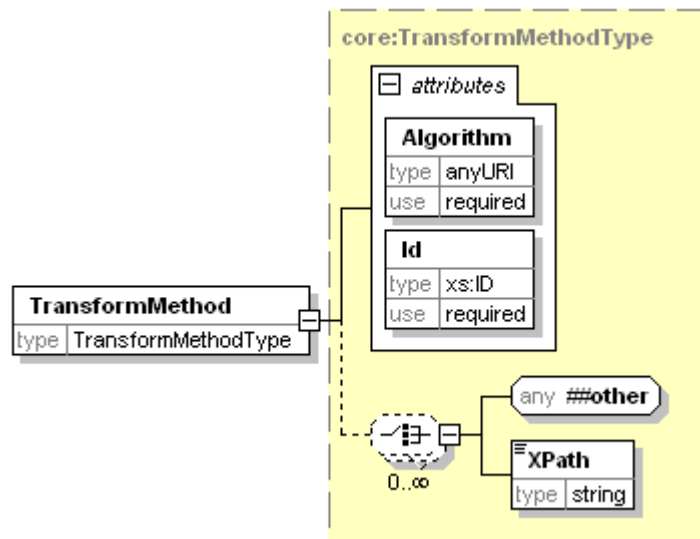 core:TransformMethodType
attributes
Algorithm
type anyURI
use required
Id
type xs:ID
use required
TransformMethod
type TransformMethodType
any ##other
0..∞
XPath
type string